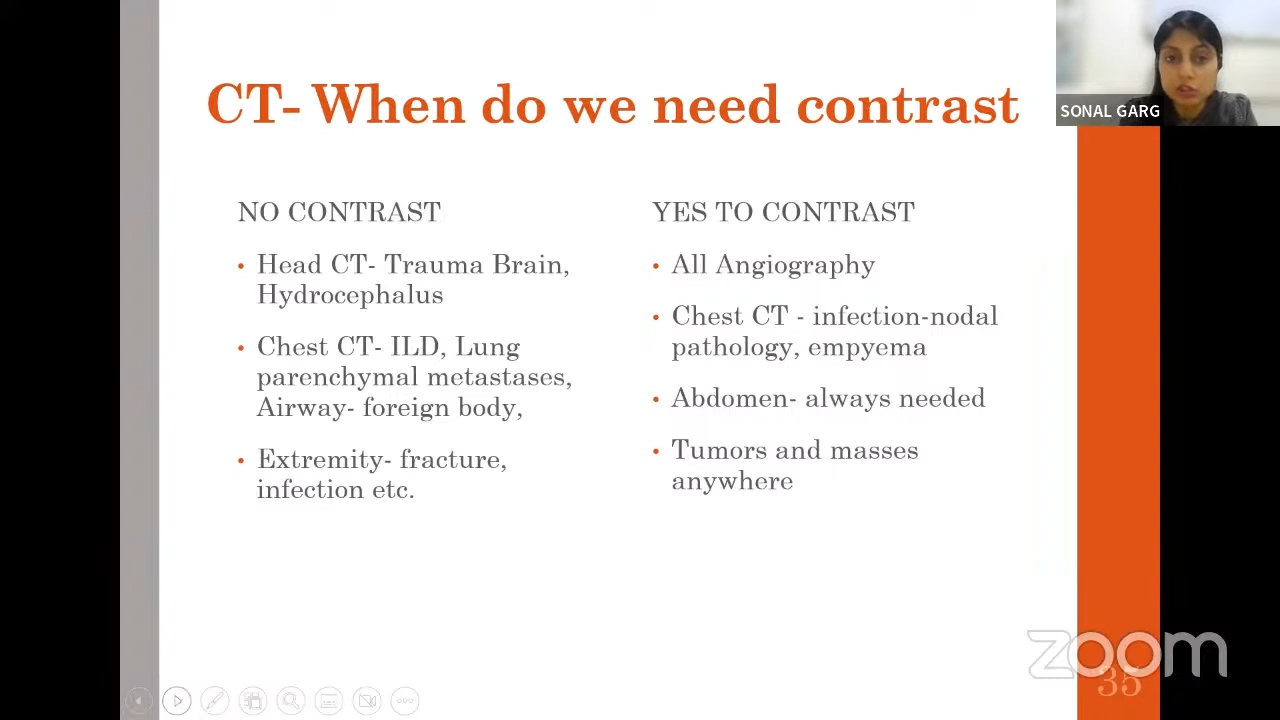 CT- When do we need contrast
SONAL GARG
NO CONTRAST
• Head CT- Trauma Brain,
Hydrocephalus
• Chest CT- ILD, Lung
parenchymal metastases,
Airway- foreign body,
• Extremity- fracture,
infection etc.
YES TO CONTRAST
• All Angiography
• Chest CT - infection-nodal
pathology, empyema
• Abdomen- always needed
• Tumors and masses
anywhere
zoom
35